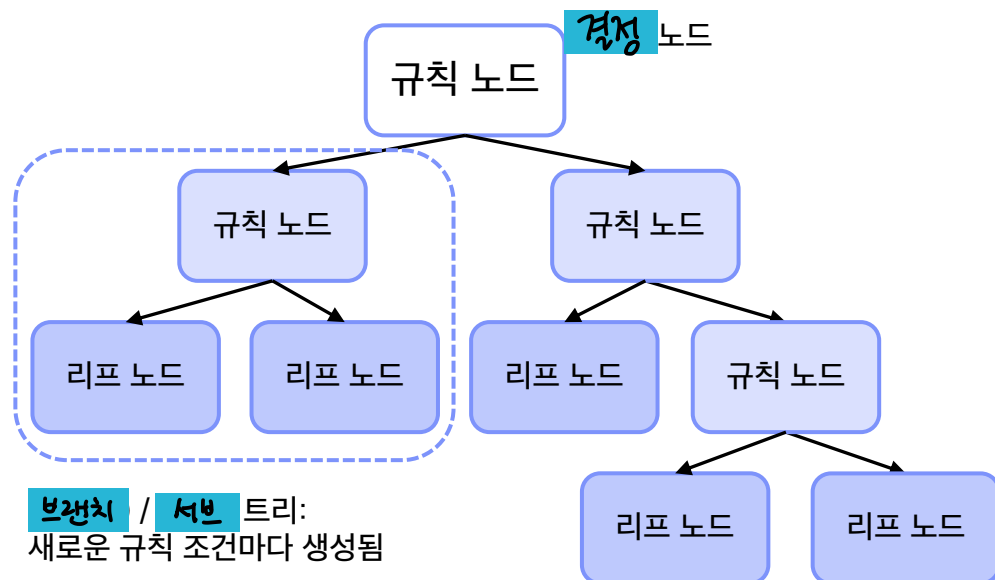 결정 노드
규칙 노드
규칙 노드
규칙 노드
리프 노드
리프 노드
리프 노드
규칙 노드
브랜치 / 서브 트리:
새로운 규칙 조건마다 생성됨
리프 노드
리프 노드